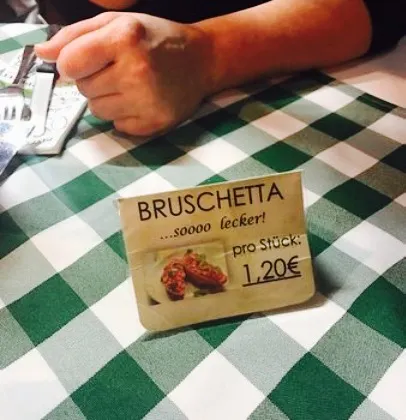 BRUSCHETTA
...soooo lecker!
pro Stück:
1,20€